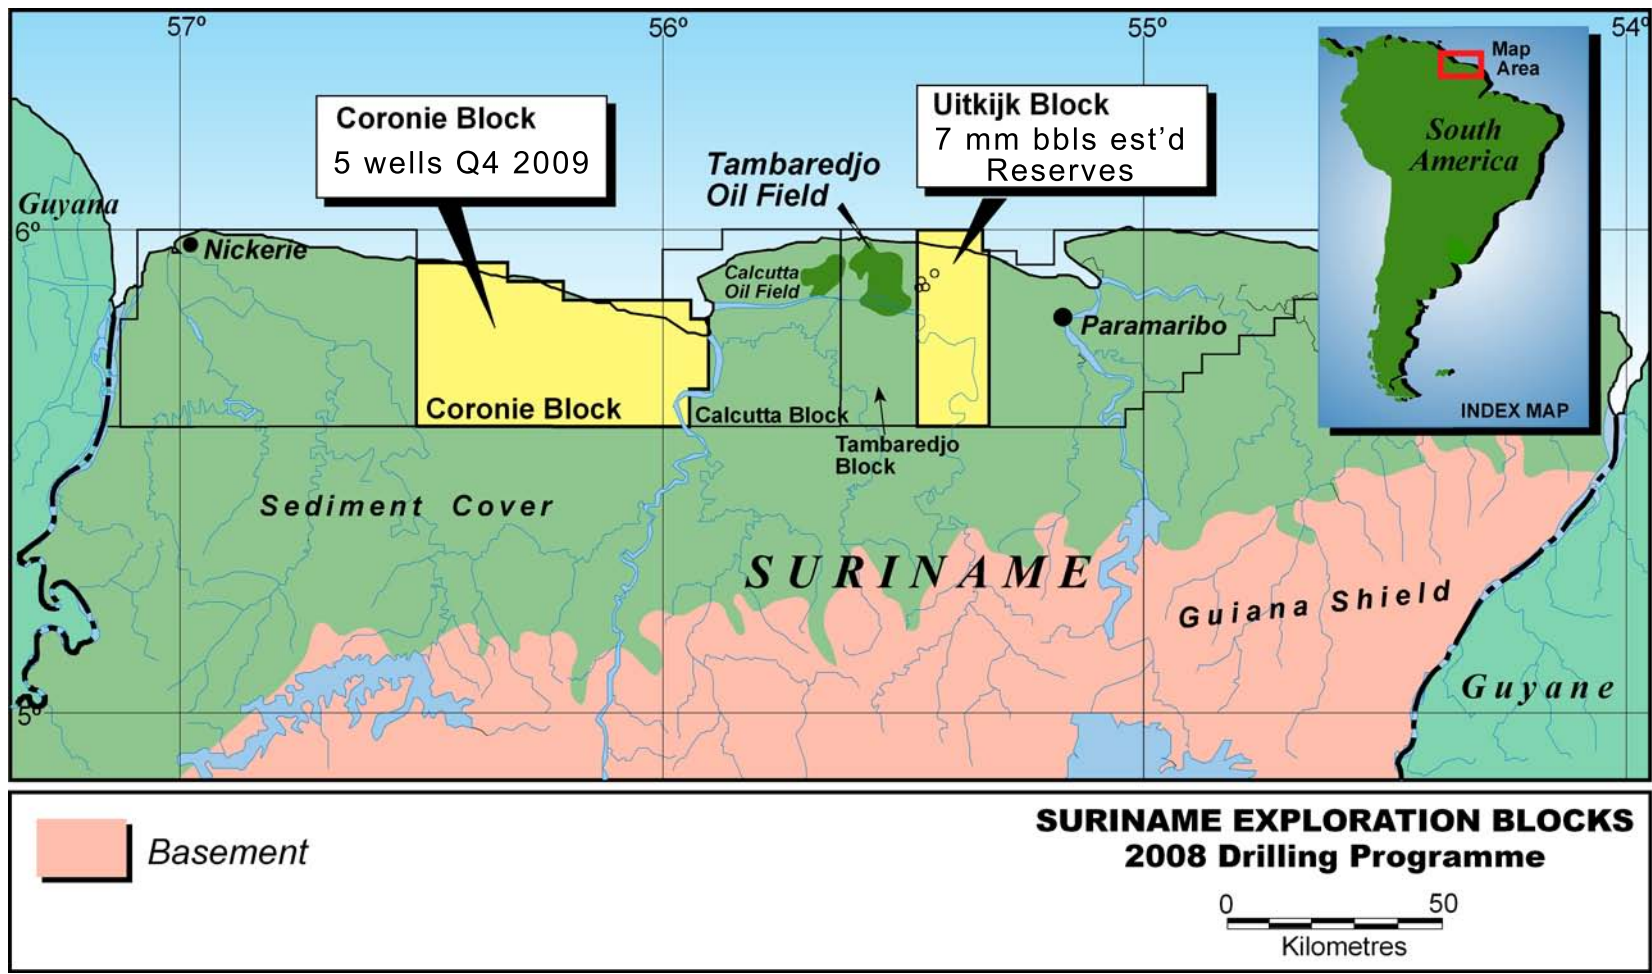 57º
56º
55º
54º
Map
Area
South
America
INDEX MAP
Coronie Block
5 wells Q4 2009
Uitkijk Block
7 mm bbls est’d
Reserves
Tambaredjo
Oil Field
Guyana
6º
Nickerie
Calcutta
Oil Field
Paramaribo
Coronie Block
Calcutta Block
Tambaredjo
Block
Sediment Cover
SURINAME
Guiana Shield
Guyane
5º
Basement
SURINAME EXPLORATION BLOCKS
2008 Drilling Programme
0 50
Kilometres